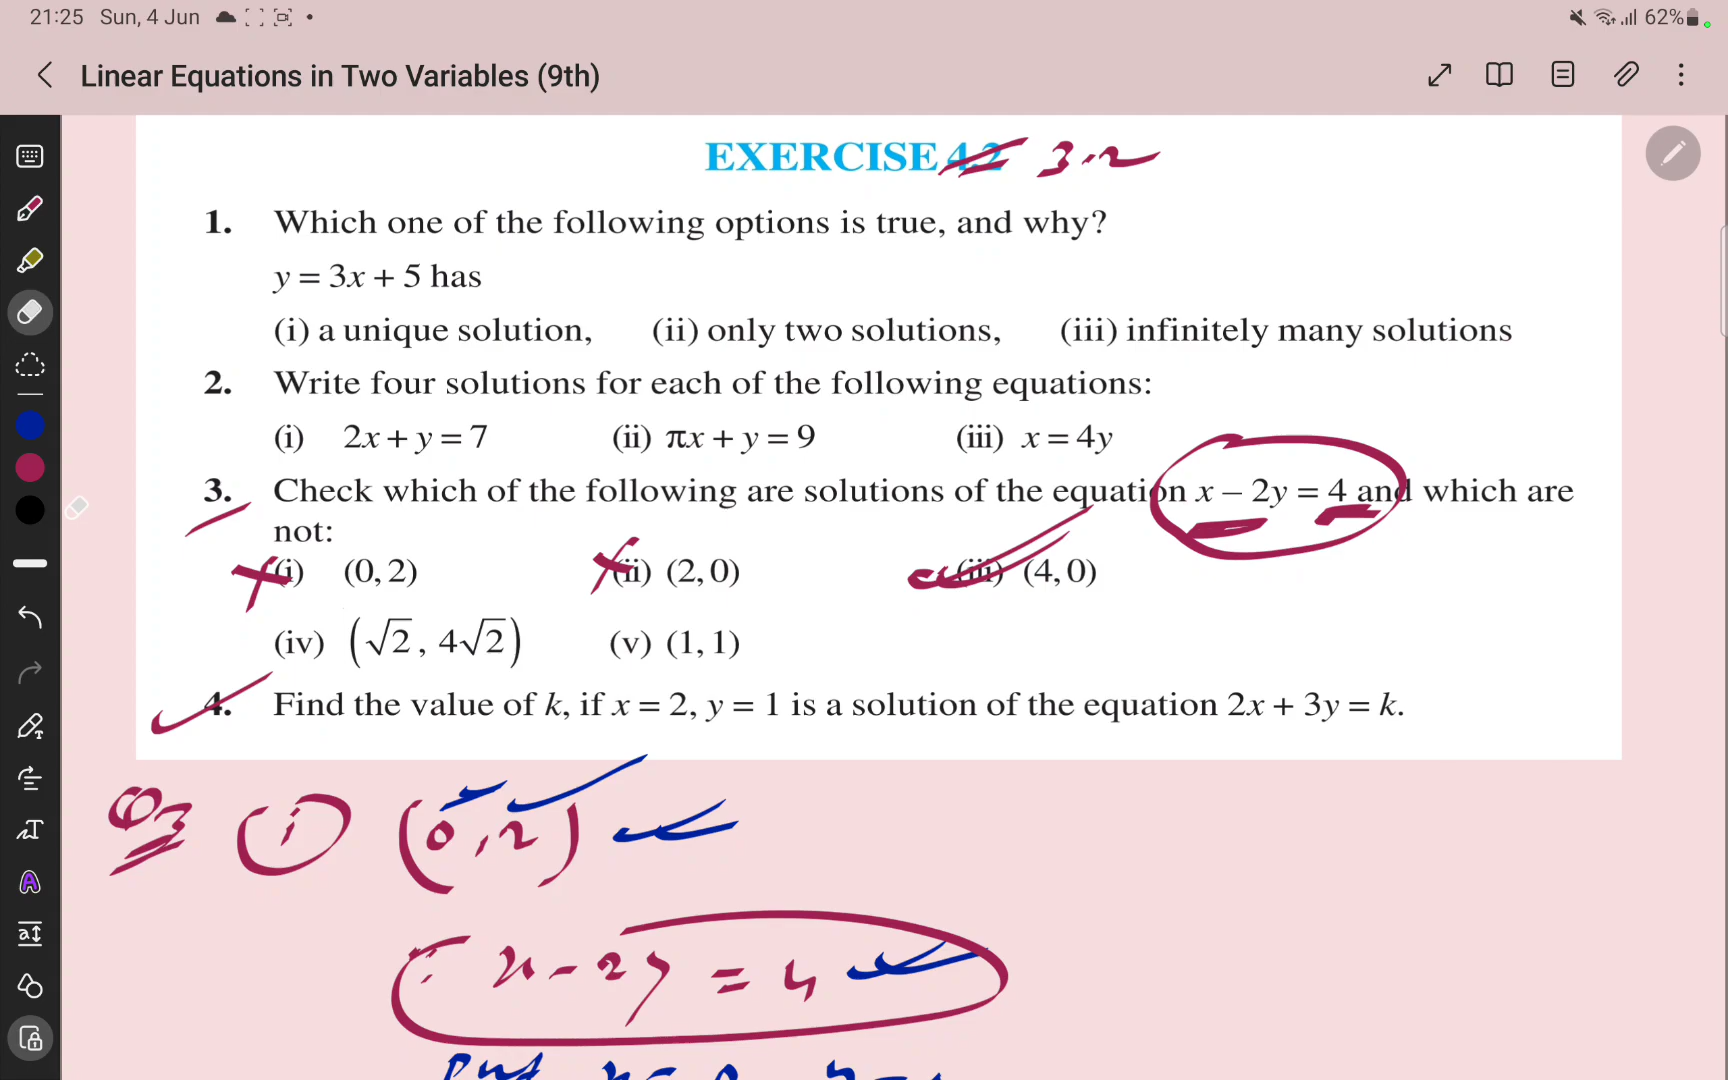 21:25 Sun, 4 Jun
62%
Linear Equations in Two Variables (9th)
EXERCISE 4.2 3.2
1. Which one of the following options is true, and why?
y = 3x + 5 has
(i) a unique solution, (ii) only two solutions, (iii) infinitely many solutions
2. Write four solutions for each of the following equations:
(i) 2x + y = 7 (ii) πx + y = 9 (iii) x = 4y
3. Check which of the following are solutions of the equation x – 2y = 4 and which are
not:
(i) (0, 2) (ii) (2, 0) (iii) (4, 0)
(iv) (√2, 4√2) (v) (1, 1)
4. Find the value of k, if x = 2, y = 1 is a solution of the equation 2x + 3y = k.
Q3 (i) (0, 2)
x - 2y = 4